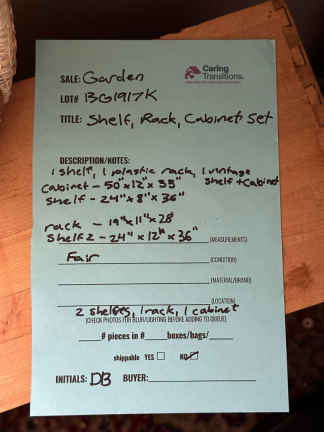 SALE: Garden
Caring
Transitions.
LOT# BG1917K
TITLE: Shelf, Rack, Cabinet Set
DESCRIPTION/NOTES:
1 shelf, 1 plastic rack, 1 vintage
shelf + Cabinet
Cabinet - 50"x12"x 55"
Shelf - 24"x 8"x 36"
rack - 19"x11"x28"
Shelf 2 - 24" x 12" x 36"
(MEASUREMENTS)
Fair
(CONDITION)
(MATERIAL/BRAND)
(LOCATION)
2 shelves, 1 rack, 1 cabinet
(CHECK PHOTOS FOR BLUR/LIGHTING BEFORE ADDING TO QUEUE)
# pieces in # boxes/bags/
shippable YES NO
INITIALS: DB BUYER: